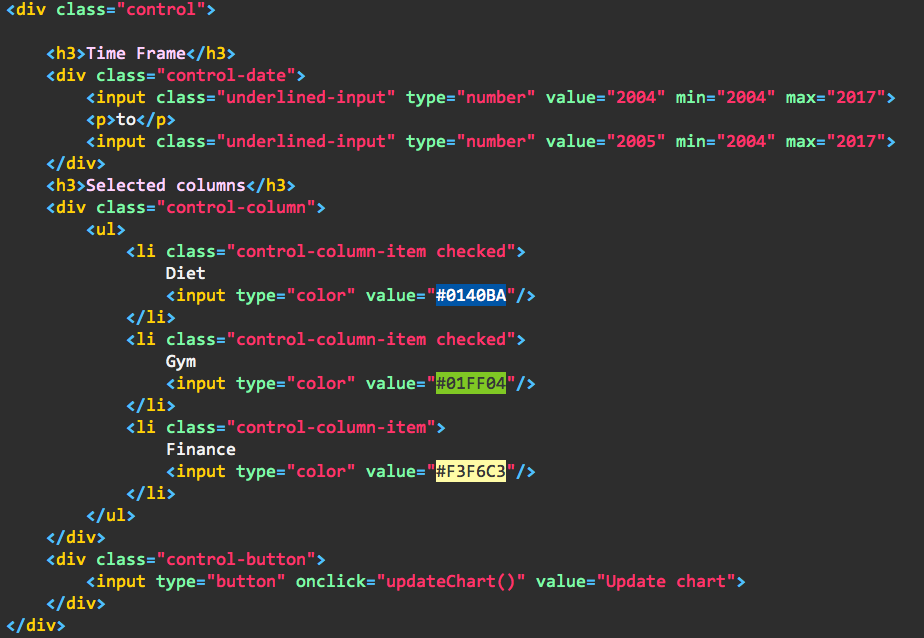 <div class="control">
<h3>Time Frame</h3>
<div class="control-date">
<input class="underlined-input" type="number" value="2004" min="2004" max="2017">
<p>to</p>
<input class="underlined-input" type="number" value="2005" min="2004" max="2017">
</div>
<h3>Selected columns</h3>
<div class="control-column">
<ul>
<li class="control-column-item checked">
Diet
<input type="color" value="#0140BA"/>
</li>
<li class="control-column-item checked">
Gym
<input type="color" value="#01FF04"/>
</li>
<li class="control-column-item">
Finance
<input type="color" value="#F3F6C3"/>
</li>
</ul>
</div>
<div class="control-button">
<input type="button" onclick="updateChart()" value="Update chart">
</div>
</div>